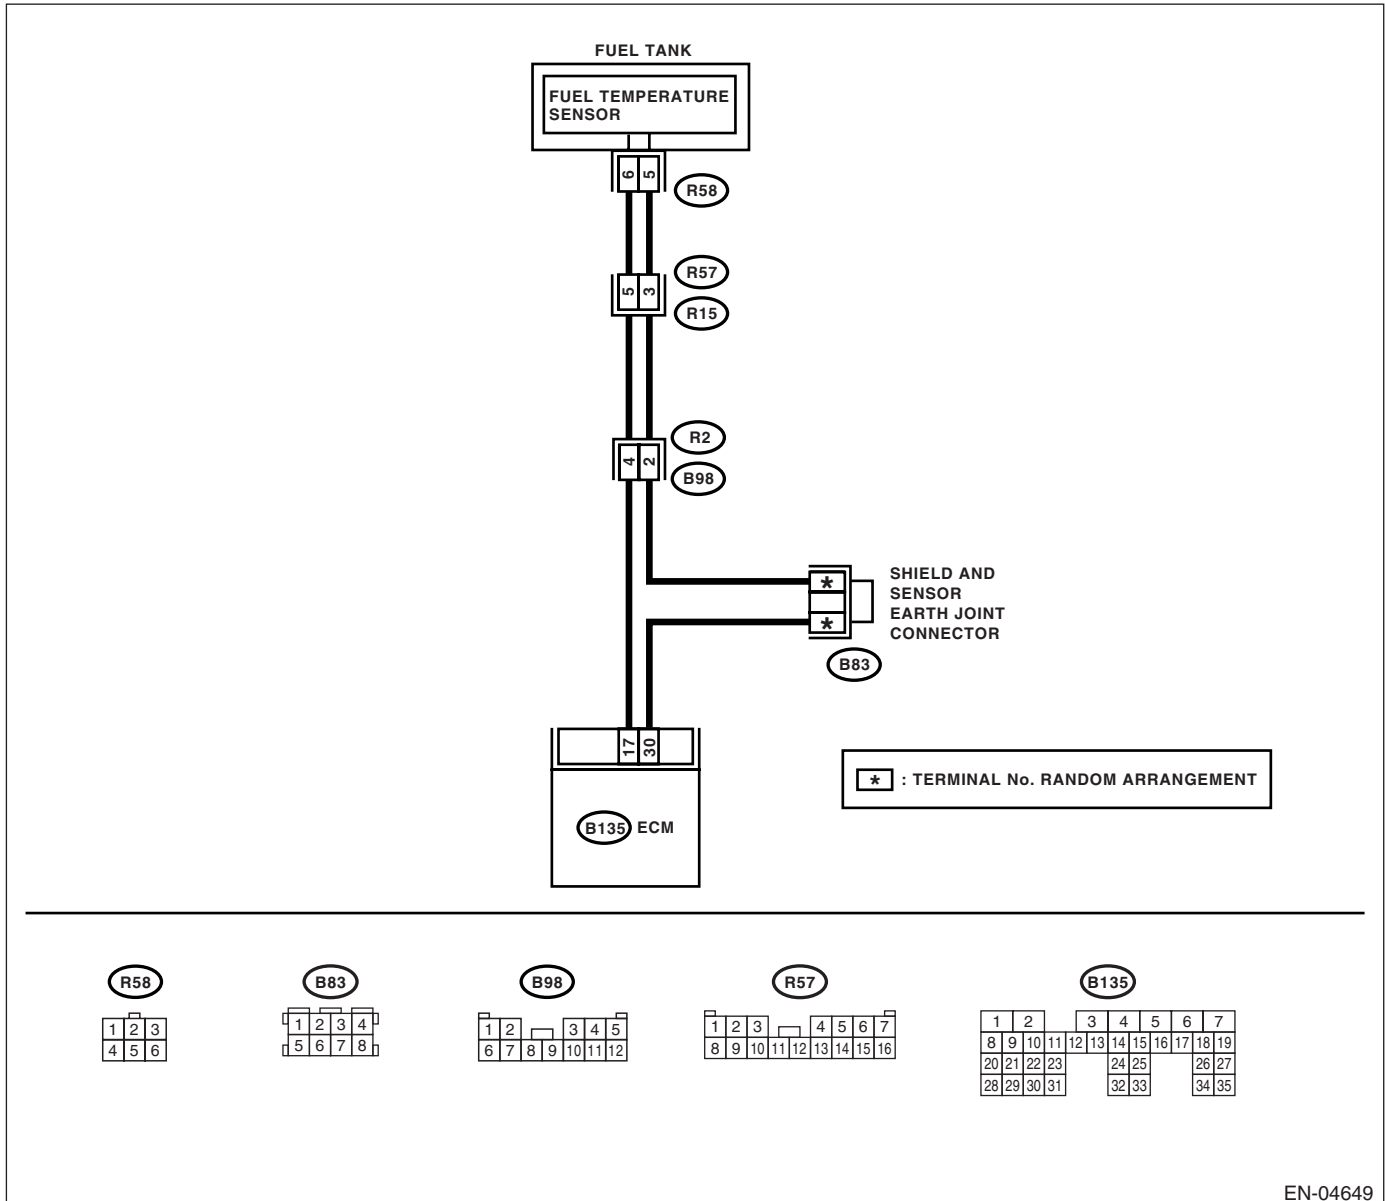 FUEL TANK
FUEL TEMPERATURE
SENSOR
6 5
R58
5 3
R57
R15
4 2
R2
B98
*
*
SHIELD AND
SENSOR
EARTH JOINT
CONNECTOR
B83
17 30
B135 ECM
* : TERMINAL No. RANDOM ARRANGEMENT
R58
1 2 3
4 5 6
B83
1 2 3 4
5 6 7 8
B98
1 2 3 4 5
6 7 8 9 10 11 12
R57
1 2 3 4 5 6 7
8 9 10 11 12 13 14 15 16
B135
1 2 3 4 5 6 7
8 9 10 11 12 13 14 15 16 17 18 19
20 21 22 23 24 25 26 27
28 29 30 31 32 33 34 35
EN-04649